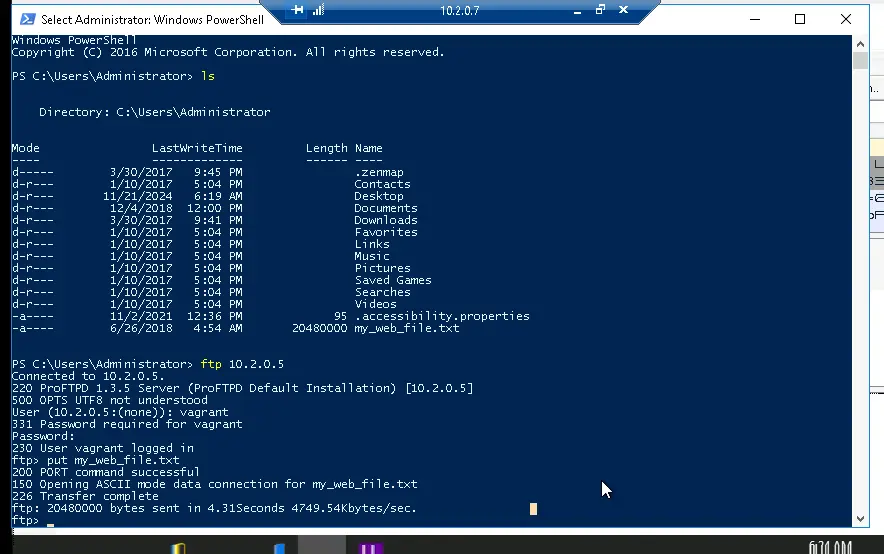 10.2.0.7
Select Administrator: Windows PowerShell
Windows PowerShell
Copyright (C) 2016 Microsoft Corporation. All rights reserved.
PS C:\Users\Administrator> ls
Directory: C:\Users\Administrator
Mode LastWriteTime Length Name
---- ------------- ------ ----
d----- 3/30/2017 9:45 PM .zenmap
d-r--- 1/10/2017 5:04 PM Contacts
d-r--- 11/21/2024 6:19 AM Desktop
d-r--- 12/4/2018 12:00 PM Documents
d-r--- 3/30/2017 9:41 PM Downloads
d-r--- 1/10/2017 5:04 PM Favorites
d-r--- 1/10/2017 5:04 PM Links
d-r--- 1/10/2017 5:04 PM Music
d-r--- 1/10/2017 5:04 PM Pictures
d-r--- 1/10/2017 5:04 PM Saved Games
d-r--- 1/10/2017 5:04 PM Searches
d-r--- 1/10/2017 5:04 PM Videos
-a---- 11/2/2021 12:36 PM 95 .accessibility.properties
-a---- 6/26/2018 4:54 AM 20480000 my_web_file.txt
PS C:\Users\Administrator> ftp 10.2.0.5
Connected to 10.2.0.5.
220 ProFTPD 1.3.5 Server (ProFTPD Default Installation) [10.2.0.5]
500 OPTS UTF8 not understood
User (10.2.0.5:(none)): vagrant
331 Password required for vagrant
Password:
230 User vagrant logged in
ftp> put my_web_file.txt
200 PORT command successful
150 Opening ASCII mode data connection for my_web_file.txt
226 Transfer complete
ftp: 20480000 bytes sent in 4.31Seconds 4749.54Kbytes/sec.
ftp> _